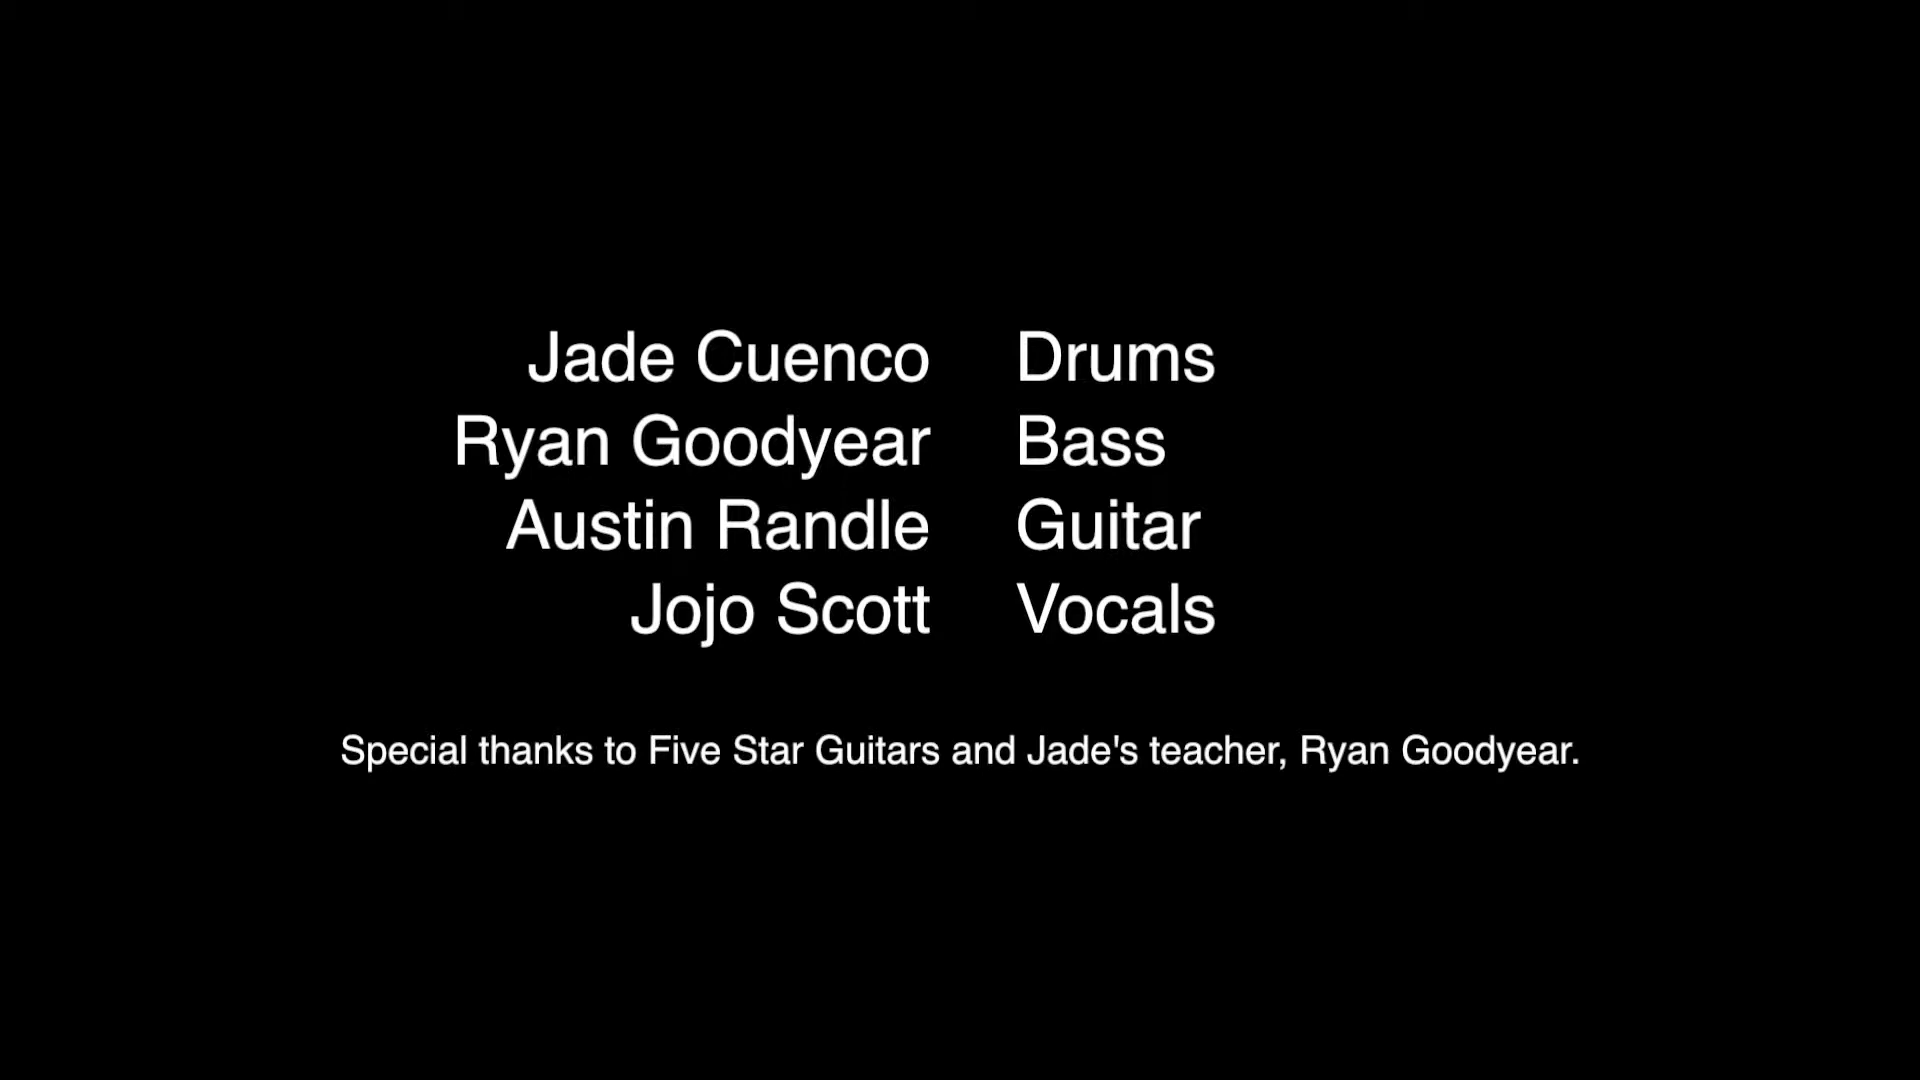 Jade Cuenco Drums
Ryan Goodyear Bass
Austin Randle Guitar
Jojo Scott Vocals
Special thanks to Five Star Guitars and Jade's teacher, Ryan Goodyear.